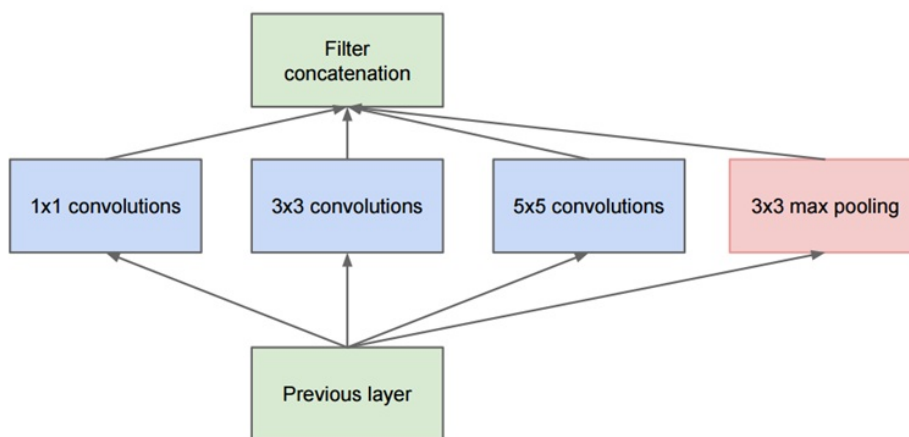 Filter
concatenation
1x1 convolutions
3x3 convolutions
5x5 convolutions
3x3 max pooling
Previous layer